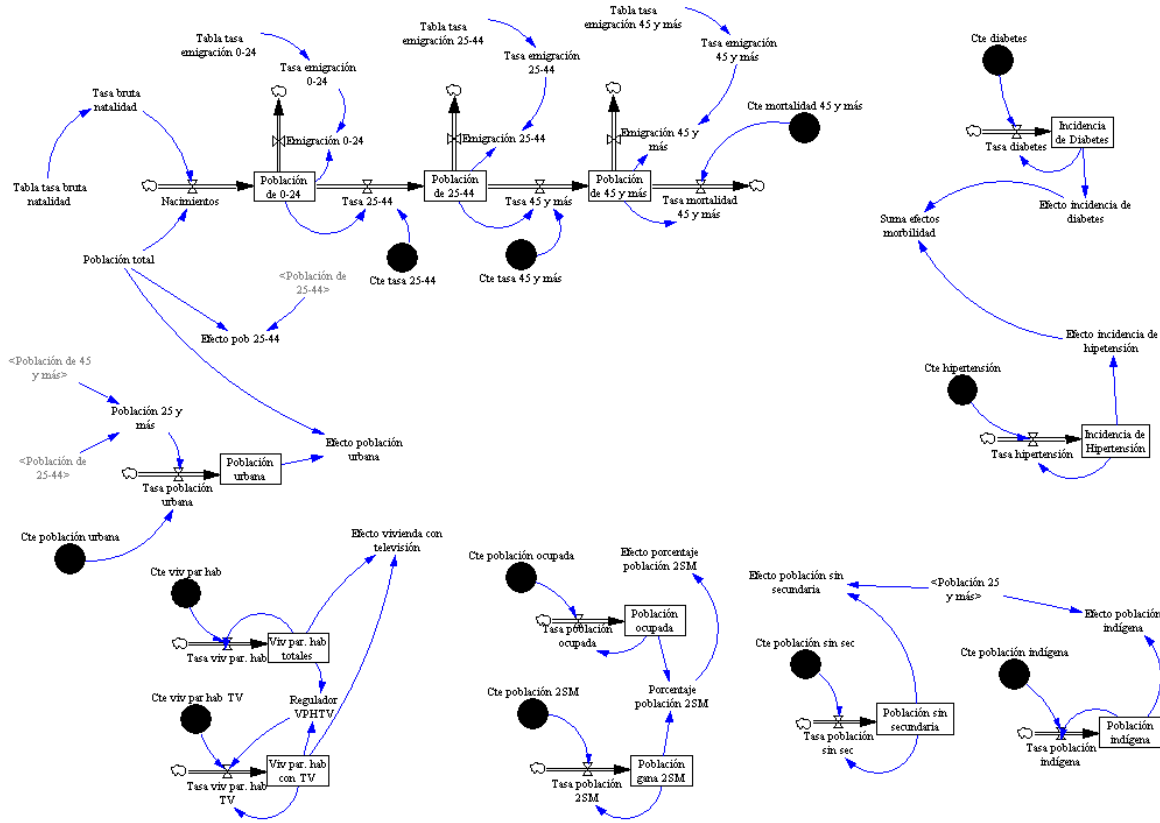 Tabla tasa
emigración 0-24
Tasa emigración
0-24
Tabla tasa
emigración 25-44
Tasa emigración
25-44
Tabla tasa
emigración 45 y más
Tasa emigración
45 y más
Cte diabetes
Tasa bruta
natalidad
Emigración 0-24
Emigración 25-44
Emigración 45 y
más
Cte mortalidad 45 y más
Tasa diabetes
Incidencia
de Diabetes
Tabla tasa bruta
natalidad
Nacimientos
Población
de 0-24
Tasa 25-44
Población
de 25-44
Tasa 45 y más
Población
de 45 y más
Tasa mortalidad
45 y más
Efecto incidencia de
diabetes
Suma efectos
morbilidad
Población total
<Población de
25-44>
Cte tasa 25-44
Cte tasa 45 y más
Efecto pob 25-44
Efecto incidencia de
hipetensión
<Población de 45
y más>
Cte hipertensión
Población 25 y
más
Efecto población
urbana
Tasa hipertensión
Incidencia de
Hipertensión
<Población de
25-44>
Población
urbana
Tasa población
urbana
Cte población urbana
Efecto vivienda con
televisión
Cte viv par hab
Cte población ocupada
Efecto porcentaje
población 2SM
Efecto población sin
secundaria
<Población 25
y más>
Efecto población
indígena
Tasa viv par. hab
Viv par. hab
totales
Tasa población
ocupada
Población
ocupada
Cte población sin sec
Cte población indígena
Cte viv par hab TV
Regulador
VPHTV
Cte población 2SM
Porcentaje
población 2SM
Tasa población
sin sec
Población sin
secundaria
Tasa población
indígena
Población
indígena
Tasa viv par. hab
TV
Viv par. hab
con TV
Tasa población
2SM
Población
gana 2SM